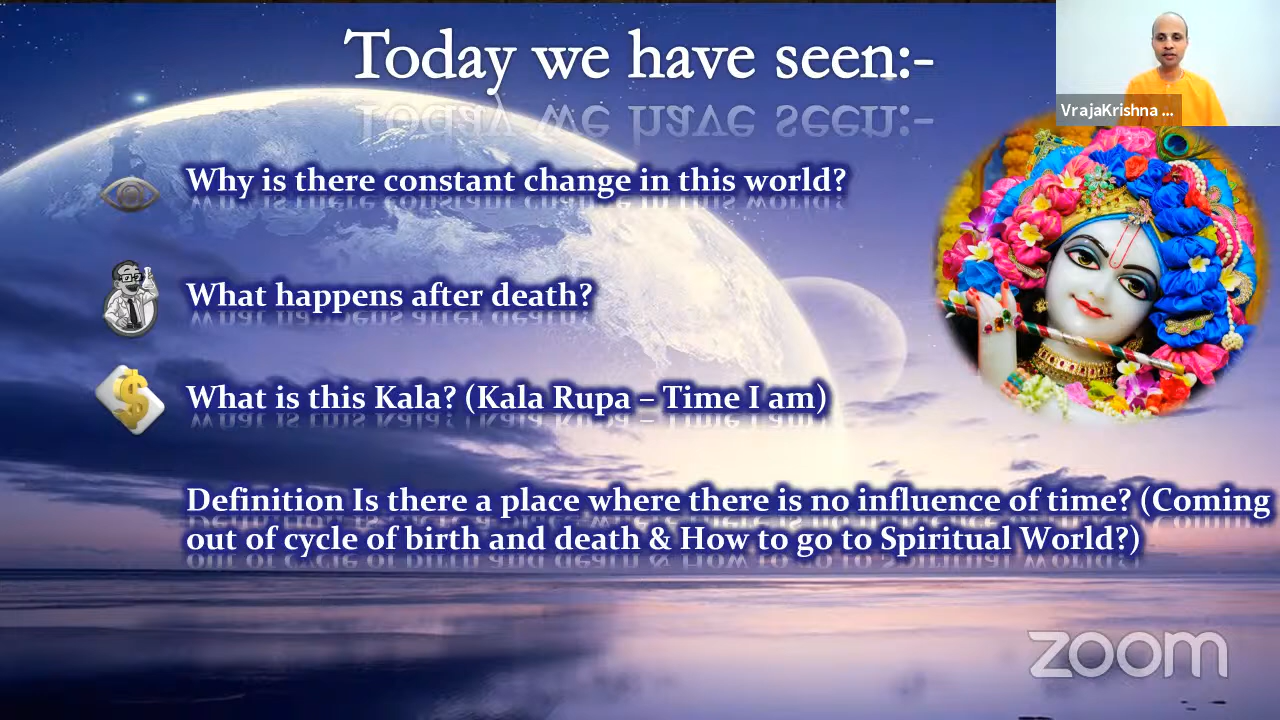 Today we have seen:-
VrajaKrishna ...
Why is there constant change in this world?
What happens after death?
What is this Kala? (Kala Rupa – Time I am)
Definition Is there a place where there is no influence of time? (Coming
out of cycle of birth and death & How to go to Spiritual World?)
zoom